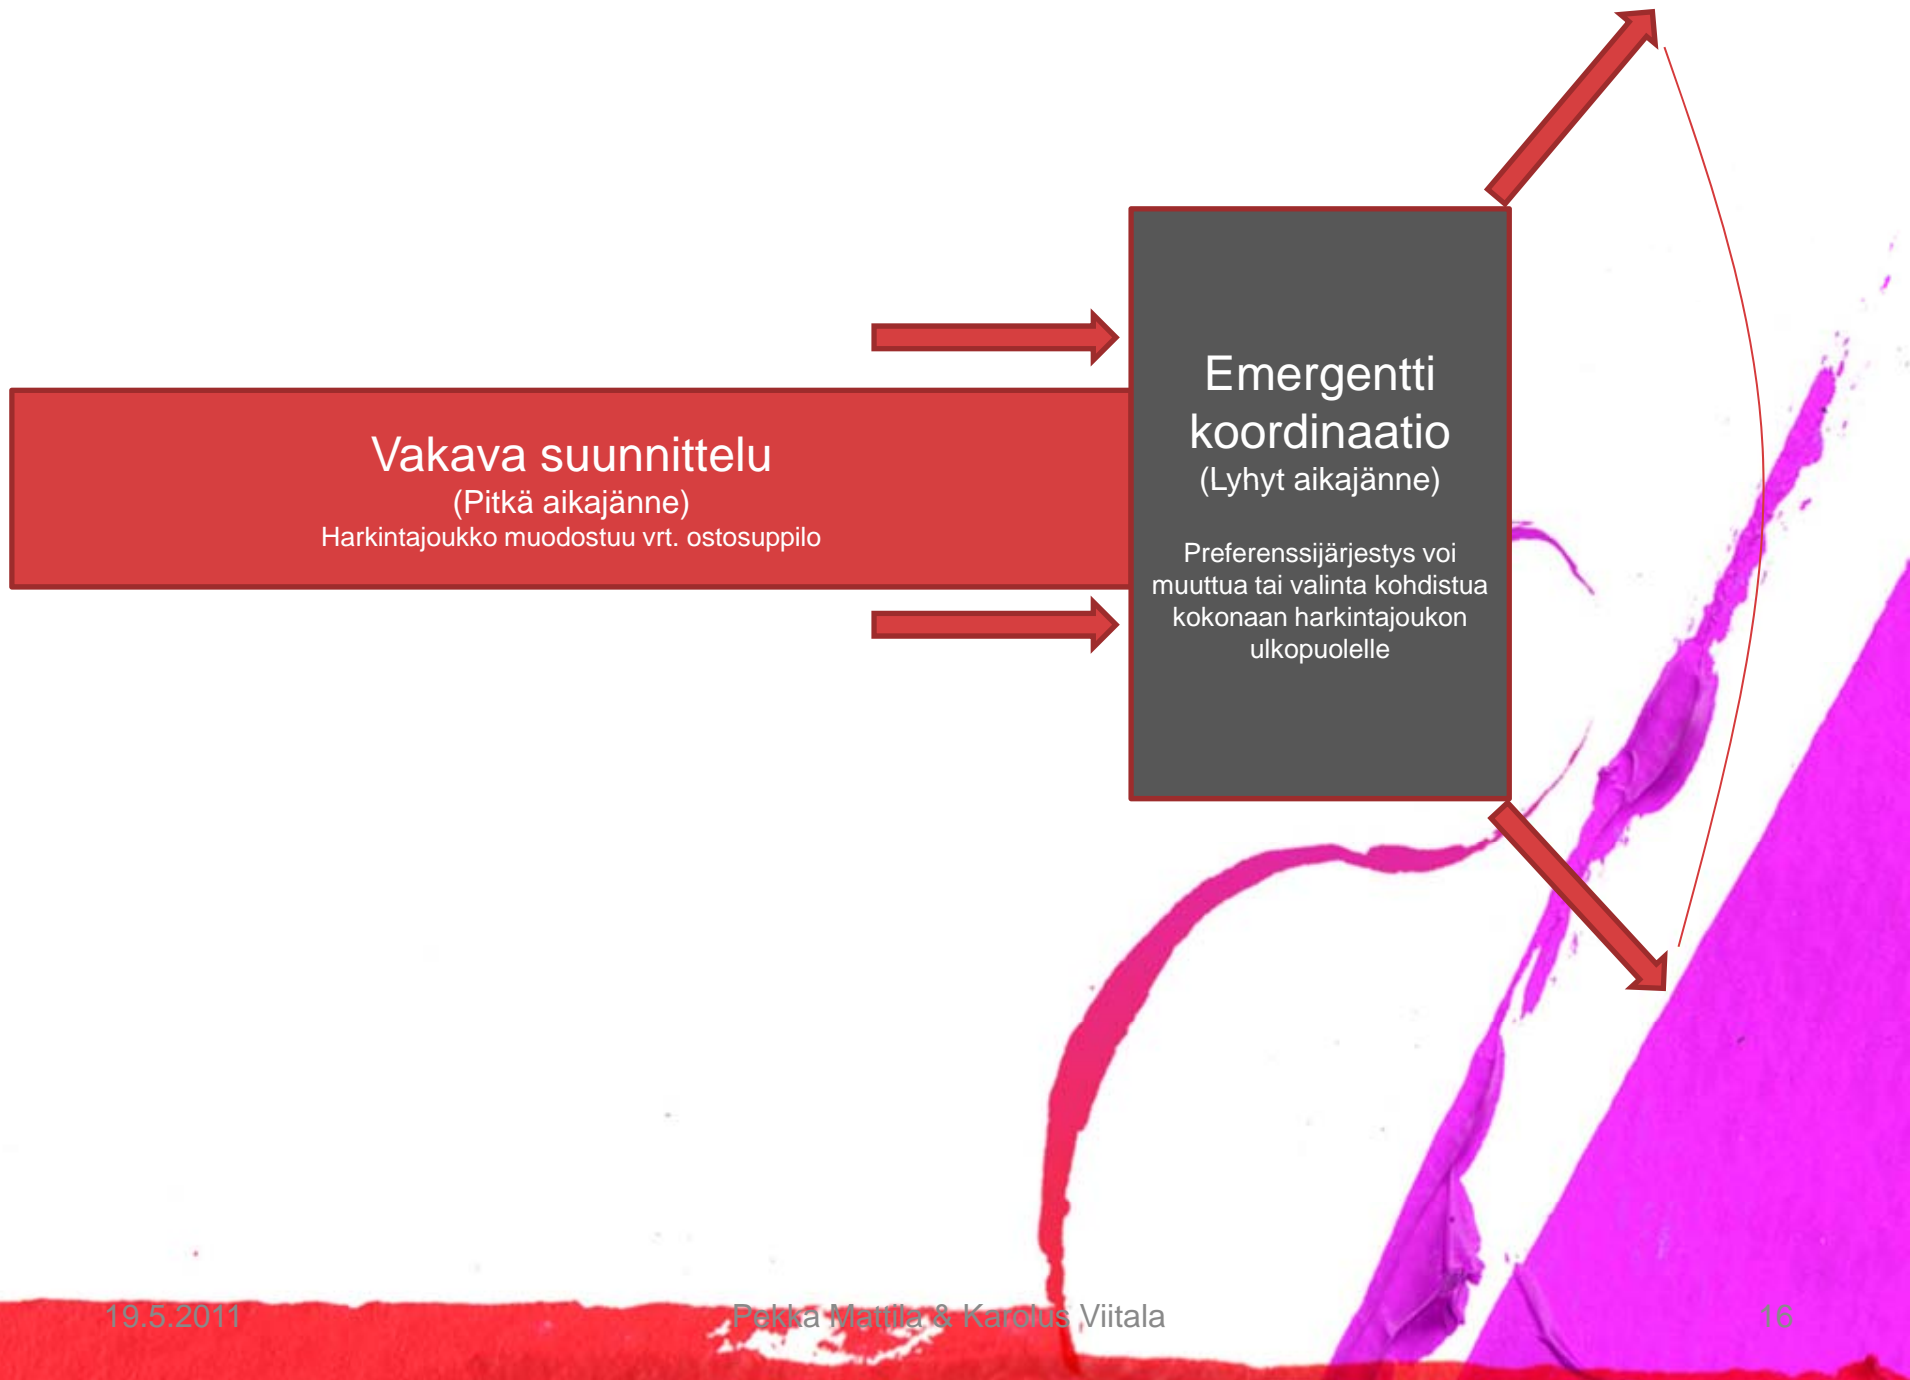 Vakava suunnittelu
(Pitkä aikajänne)
Harkintajoukko muodostuu vrt. ostosuppilo
Emergentti
koordinaatio
(Lyhyt aikajänne)
Preferenssijärjestys voi
muuttua tai valinta kohdistua
kokonaan harkintajoukon
ulkopuolelle
19.5.2011
Pekka Mattila & Karolus Viitala
16